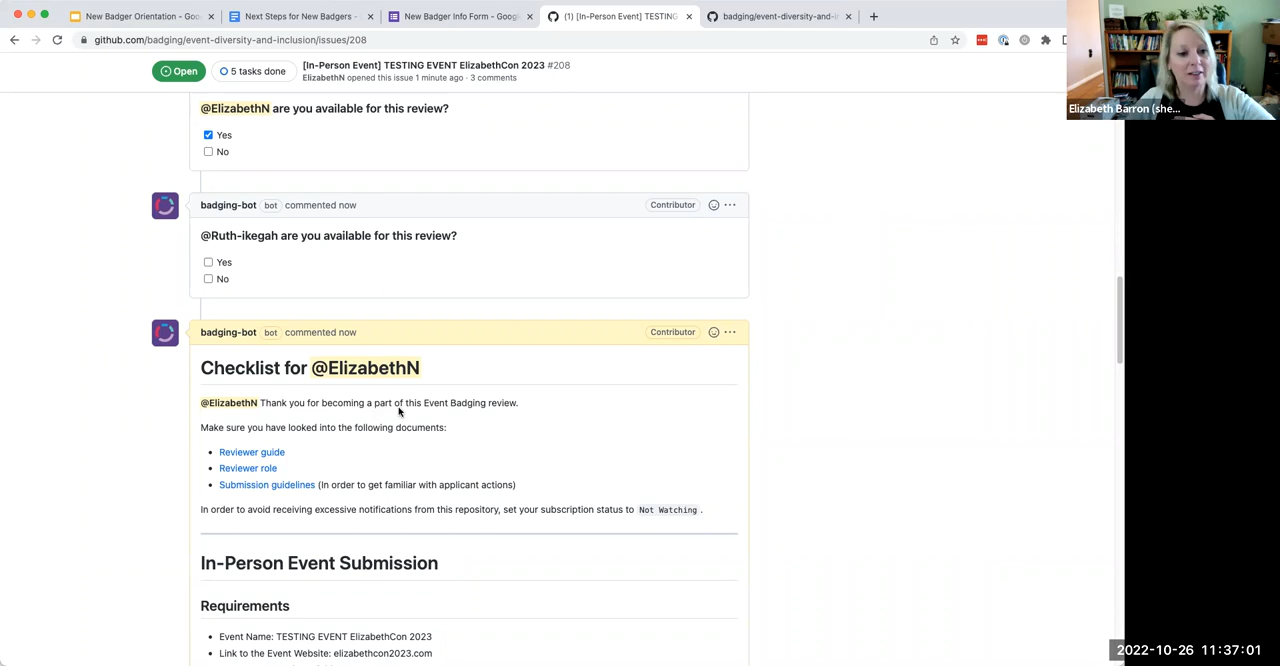 New Badger Orientation - Goo
Next Steps for New Badgers -
New Badger Info Form - Google
(1) [In-Person Event] TESTING
badging/event-diversity-and-i
github.com/badging/event-diversity-and-inclusion/issues/208
Open
5 tasks done
[In-Person Event] TESTING EVENT ElizabethCon 2023 #208
ElizabethN opened this issue 1 minute ago · 3 comments
Elizabeth Barron (she...
@ElizabethN are you available for this review?
Yes
No
badging-bot bot commented now Contributor
@Ruth-ikegah are you available for this review?
Yes
No
badging-bot bot commented now Contributor
Checklist for @ElizabethN
@ElizabethN Thank you for becoming a part of this Event Badging review.
Make sure you have looked into the following documents:
• Reviewer guide
• Reviewer role
• Submission guidelines (In order to get familiar with applicant actions)
In order to avoid receiving excessive notifications from this repository, set your subscription status to Not Watching .
In-Person Event Submission
Requirements
• Event Name: TESTING EVENT ElizabethCon 2023
• Link to the Event Website: elizabethcon2023.com
2022-10-26 11:37:01